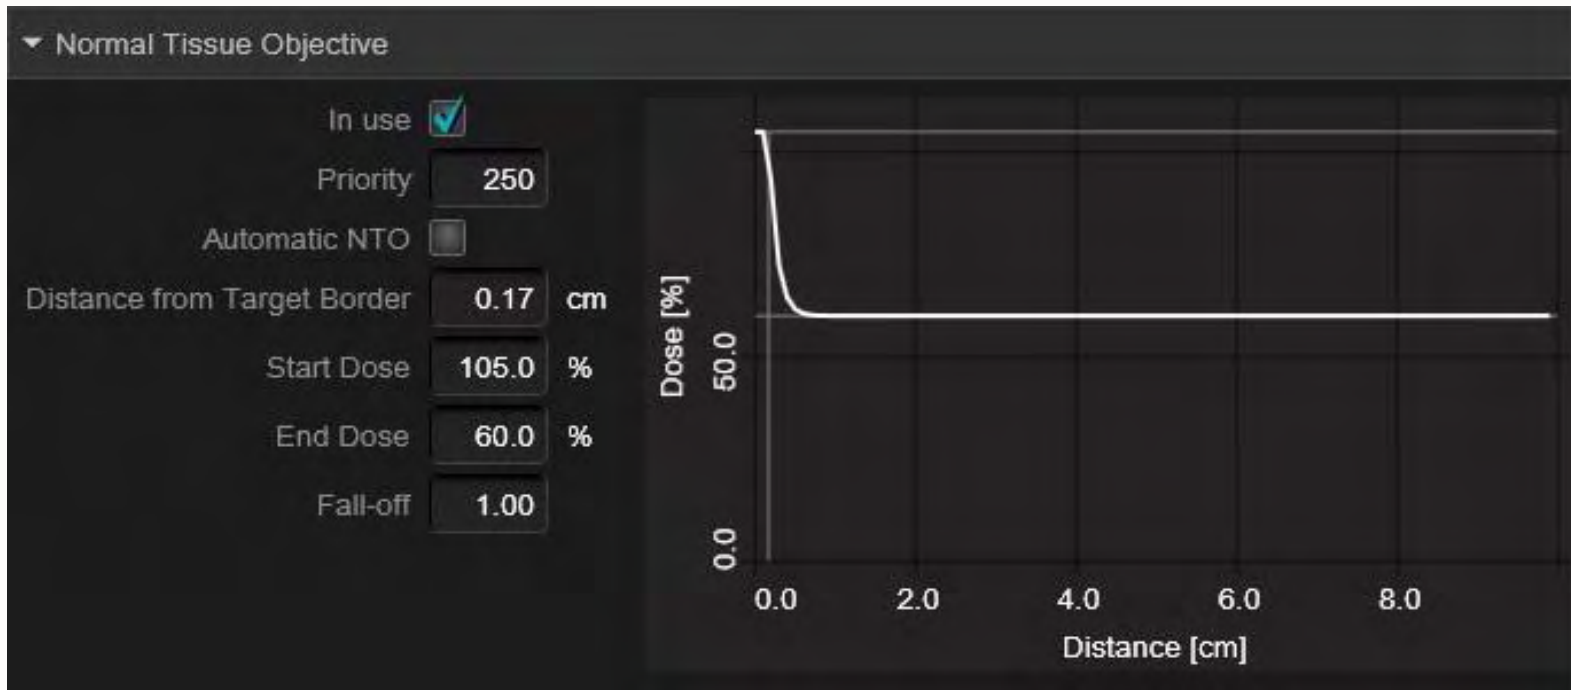 Normal Tissue Objective
In use
Priority 250
Automatic NTO
Distance from Target Border 0.17 cm
Start Dose 105.0 %
End Dose 60.0 %
Fall-off 1.00
Dose [%]
50.0
0.0
0.0 2.0 4.0 6.0 8.0
Distance [cm]